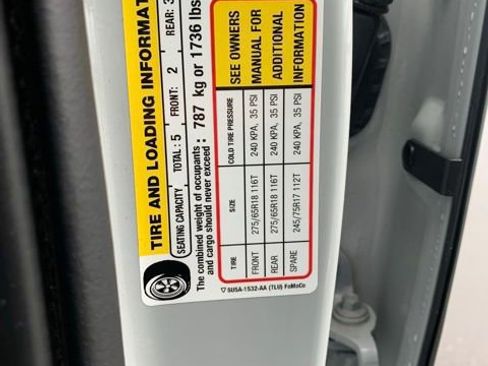 TIRE AND LOADING INFORMAT
SEATING CAPACITY TOTAL : 5 FRONT: 2 REAR: 3
The combined weight of occupants
and cargo should never exceed : 787 kg or 1736 lbs
TIRE SIZE COLD TIRE PRESSURE SEE OWNERS
FRONT 275/65R18 116T 240 KPA, 35 PSI MANUAL FOR
REAR 275/65R18 116T 240 KPA, 35 PSI ADDITIONAL
SPARE 245/75R17 112T 240 KPA, 35 PSI INFORMATION
5U5A-1532-AA (TLU) FoMoCo